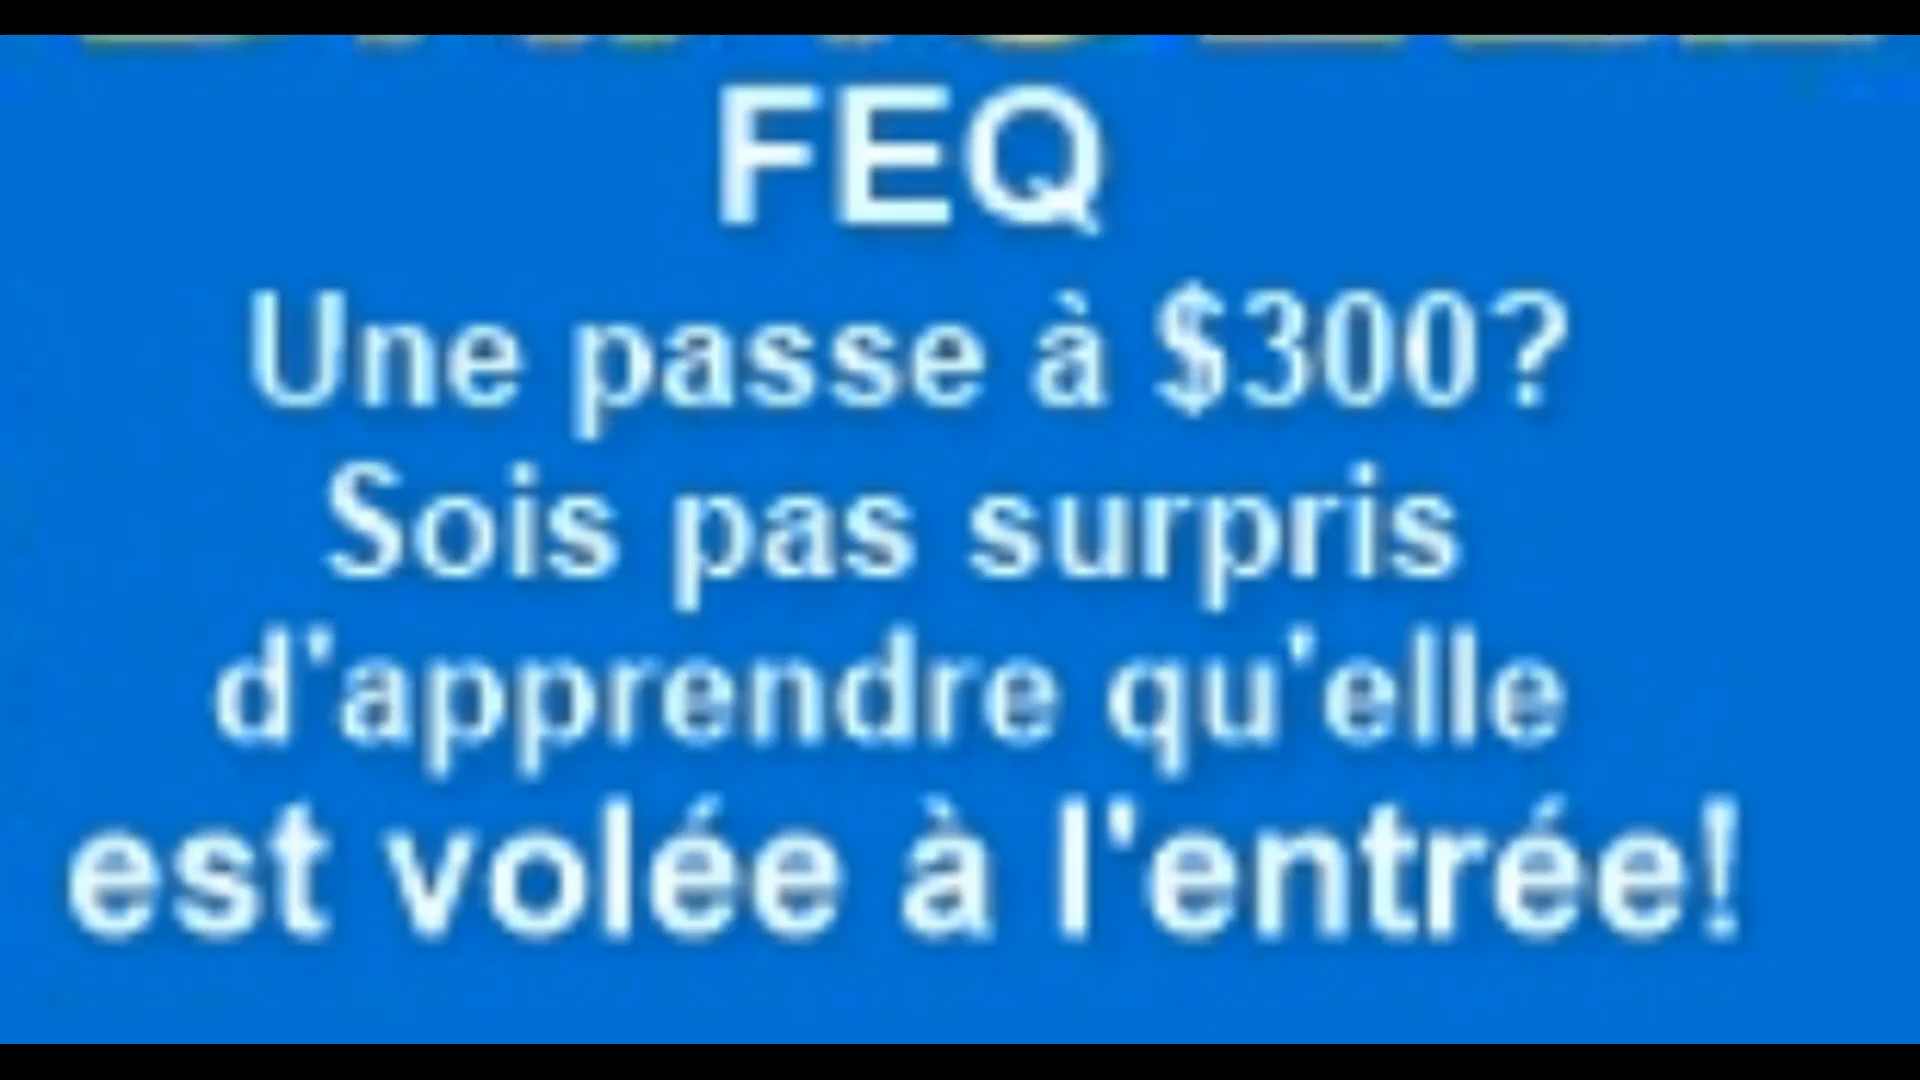 FEQ
Une passe à $300?
Sois pas surpris
d'apprendre qu'elle
est volée à l'entrée!